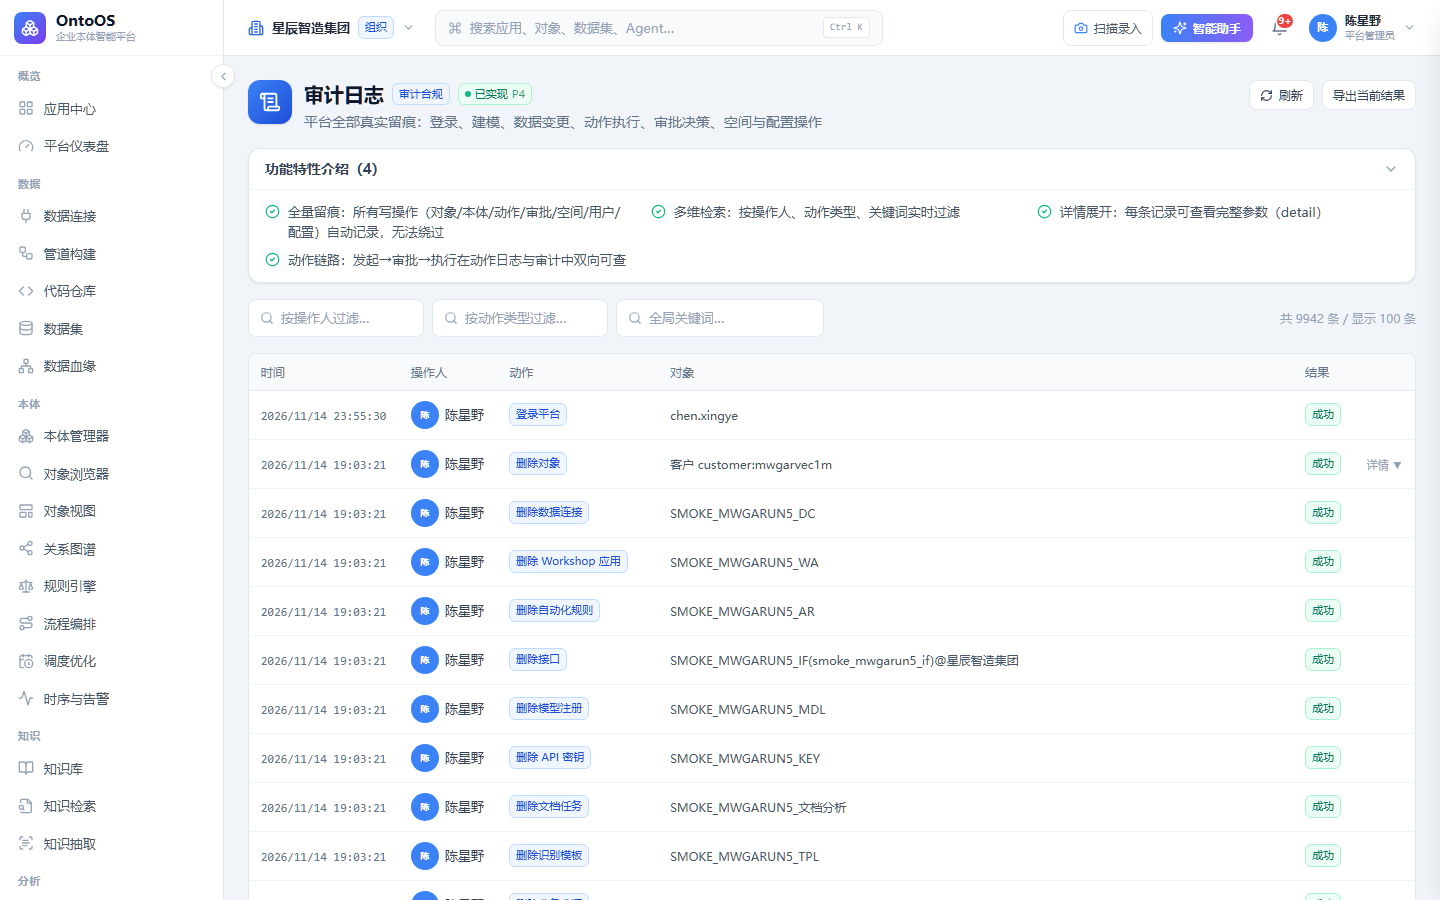 OntoOS
企业本体智能平台
星辰智造集团 组织
搜索应用、对象、数据集、Agent... Ctrl K
扫描录入
智能助手
9+
陈 陈星野
平台管理员
概览
应用中心
平台仪表盘
数据
数据连接
管道构建
代码仓库
数据集
数据血缘
本体
本体管理器
对象浏览器
对象视图
关系图谱
规则引擎
流程编排
调度优化
时序与告警
知识
知识库
知识检索
知识抽取
分析
审计日志 审计合规 已实现 P4
平台全部真实留痕：登录、建模、数据变更、动作执行、审批决策、空间与配置操作
刷新 导出当前结果
功能特性介绍（4）
全量留痕：所有写操作（对象/本体/动作/审批/空间/用户/
配置）自动记录，无法绕过
多维检索：按操作人、动作类型、关键词实时过滤
详情展开：每条记录可查看完整参数（detail）
动作链路：发起→审批→执行在动作日志与审计中双向可查
按操作人过滤... 按动作类型过滤... 全局关键词... 共 9942 条 / 显示 100 条
时间 操作人 动作 对象 结果
2026/11/14 23:55:30 陈 陈星野 登录平台 chen.xingye 成功
2026/11/14 19:03:21 陈 陈星野 删除对象 客户 customer:mwgarvec1m 成功 详情 ▼
2026/11/14 19:03:21 陈 陈星野 删除数据连接 SMOKE_MWGARUN5_DC 成功
2026/11/14 19:03:21 陈 陈星野 删除 Workshop 应用 SMOKE_MWGARUN5_WA 成功
2026/11/14 19:03:21 陈 陈星野 删除自动化规则 SMOKE_MWGARUN5_AR 成功
2026/11/14 19:03:21 陈 陈星野 删除接口 SMOKE_MWGARUN5_IF(smoke_mwgarun5_if)@星辰智造集团 成功
2026/11/14 19:03:21 陈 陈星野 删除模型注册 SMOKE_MWGARUN5_MDL 成功
2026/11/14 19:03:21 陈 陈星野 删除 API 密钥 SMOKE_MWGARUN5_KEY 成功
2026/11/14 19:03:21 陈 陈星野 删除文档任务 SMOKE_MWGARUN5_文档分析 成功
2026/11/14 19:03:21 陈 陈星野 删除识别模板 SMOKE_MWGARUN5_TPL 成功